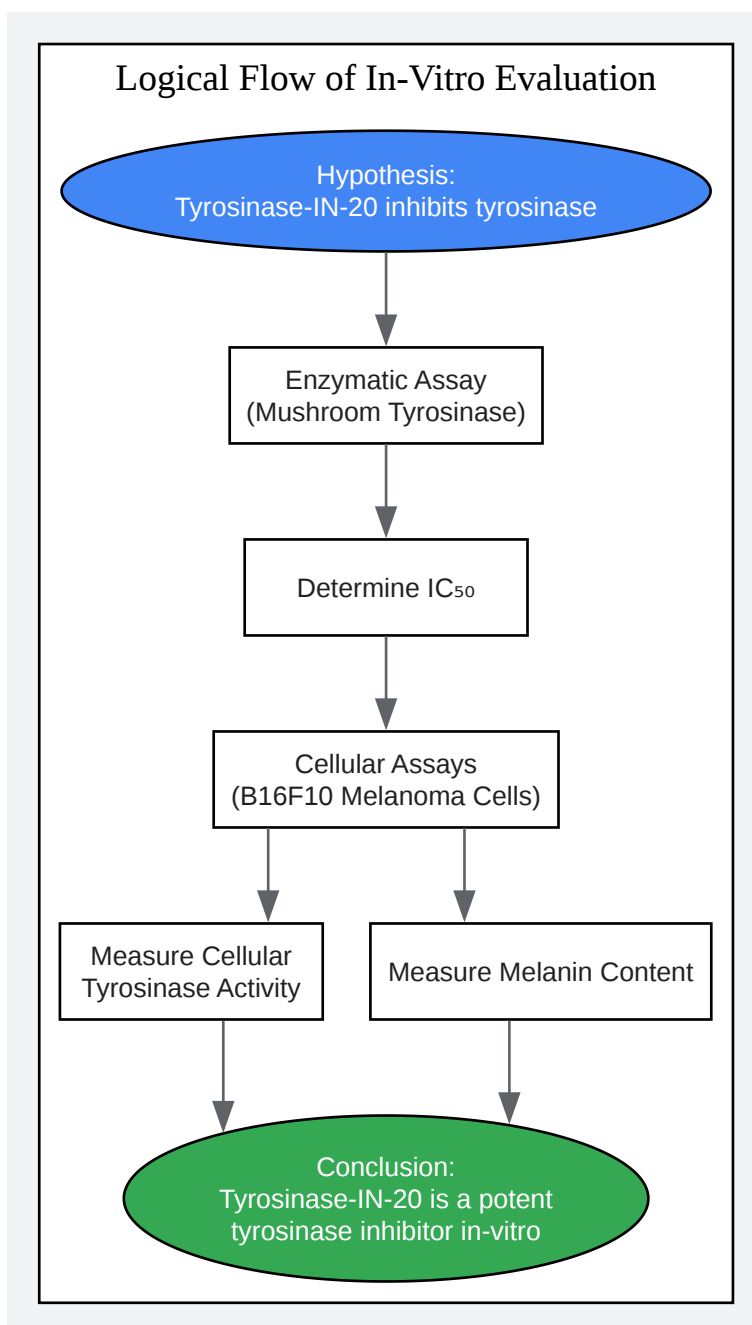 Logical Flow of In-Vitro Evaluation
Hypothesis:
Tyrosinase-IN-20 inhibits tyrosinase
Enzymatic Assay
(Mushroom Tyrosinase)
Determine IC₅₀
Cellular Assays
(B16F10 Melanoma Cells)
Measure Cellular
Tyrosinase Activity
Measure Melanin Content
Conclusion:
Tyrosinase-IN-20 is a potent
tyrosinase inhibitor in-vitro